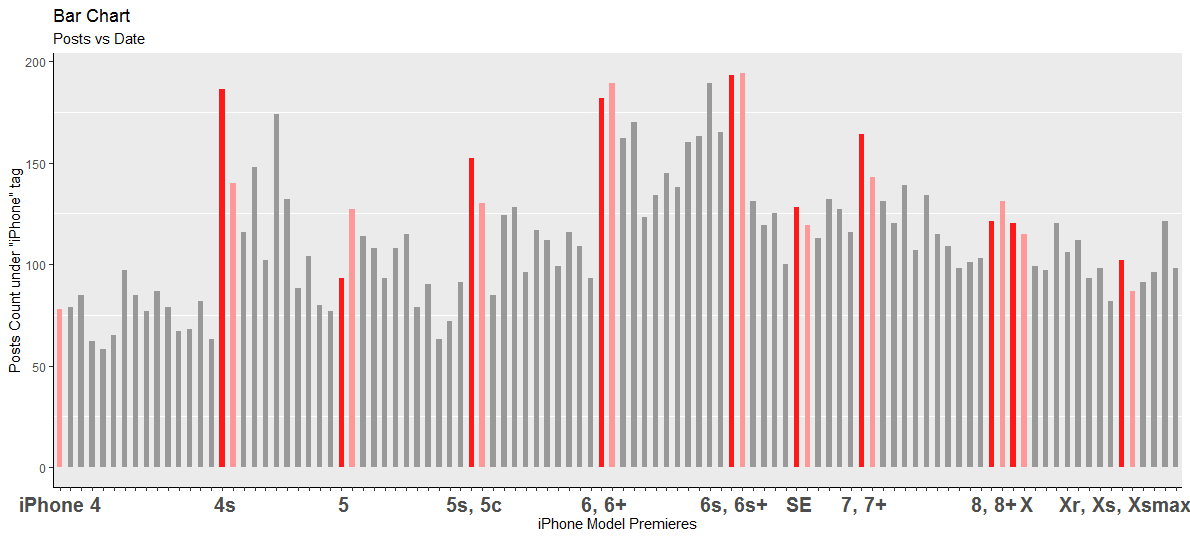 Bar Chart
Posts vs Date
Posts Count under "iPhone" tag
200
150
100
50
0
iPhone 4 4s 5 5s, 5c 6, 6+ 6s, 6s+ SE 7, 7+ 8, 8+ X Xr, Xs, Xsmax
iPhone Model Premieres